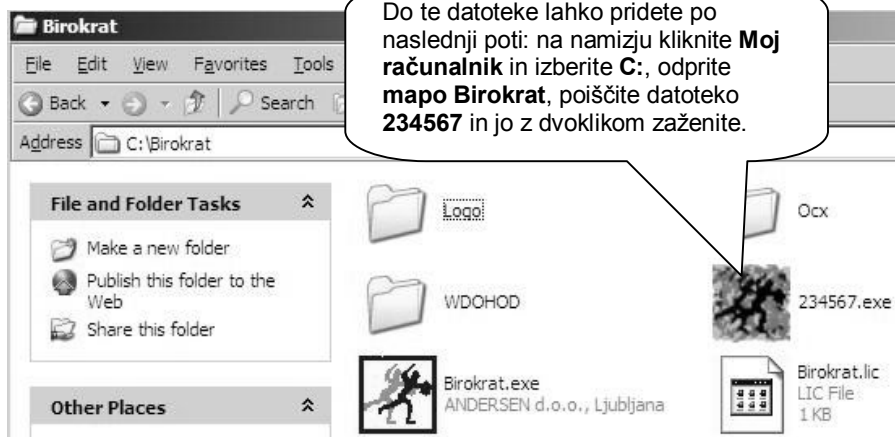 Birokrat
Do te datoteke lahko pridete po
naslednji poti: na namizju kliknite Moj
računalnik in izberite C:, odprite
mapo Birokrat, poiščite datoteko
234567 in jo z dvoklikom zaženite.
File Edit View Favorites Tools
Back Search
Address C:\Birokrat
File and Folder Tasks
Make a new folder
Publish this folder to the
Web
Share this folder
Other Places
Logo
Ocx
WDOHOD
234567.exe
Birokrat.exe
ANDERSEN d.o.o., Ljubljana
Birokrat.lic
LIC File
1 KB